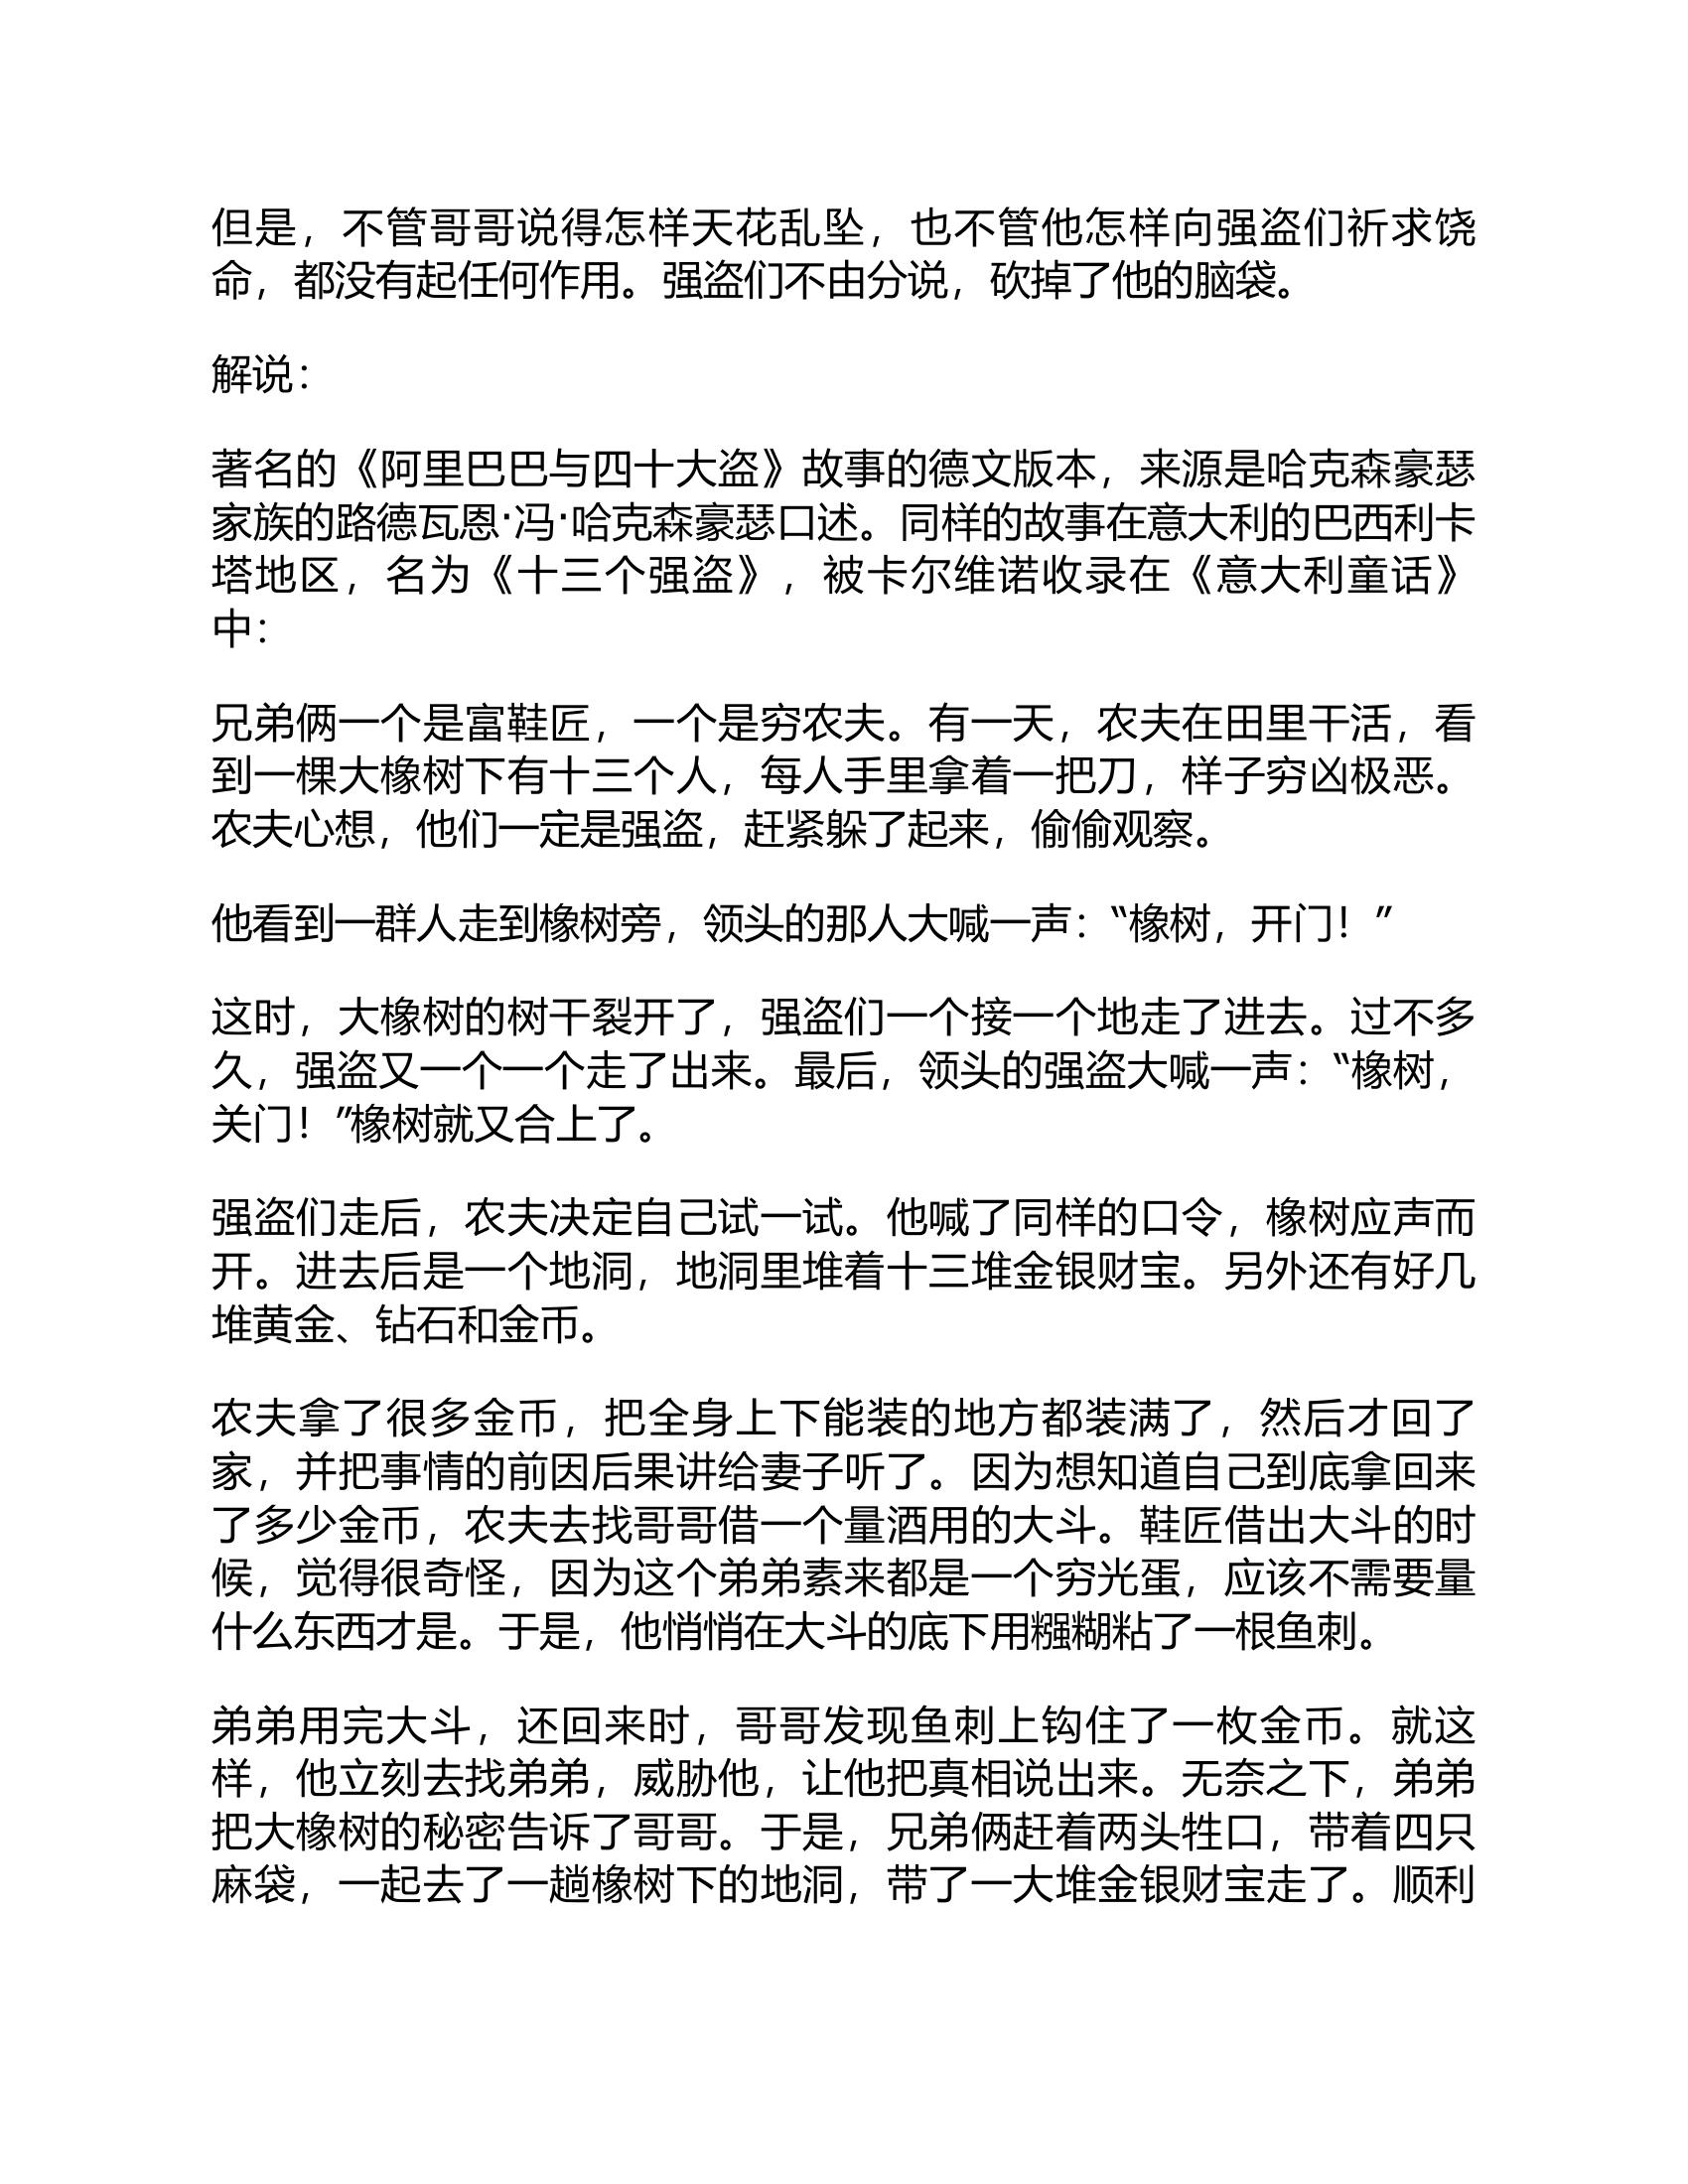 但是，不管哥哥说得怎样天花乱坠，也不管他怎样向强盗们祈求饶
命，都没有起任何作用。强盗们不由分说，砍掉了他的脑袋。
解说：
著名的《阿里巴巴与四十大盗》故事的德文版本，来源是哈克森豪瑟
家族的路德瓦恩·冯·哈克森豪瑟口述。同样的故事在意大利的巴西利卡
塔地区，名为《十三个强盗》，被卡尔维诺收录在《意大利童话》
中：
兄弟俩一个是富鞋匠，一个是穷农夫。有一天，农夫在田里干活，看
到一棵大橡树下有十三个人，每人手里拿着一把刀，样子穷凶极恶。
农夫心想，他们一定是强盗，赶紧躲了起来，偷偷观察。
他看到一群人走到橡树旁，领头的那人大喊一声：“橡树，开门！”
这时，大橡树的树干裂开了，强盗们一个接一个地走了进去。过不多
久，强盗又一个一个走了出来。最后，领头的强盗大喊一声：“橡树，
关门！”橡树就又合上了。
强盗们走后，农夫决定自己试一试。他喊了同样的口令，橡树应声而
开。进去后是一个地洞，地洞里堆着十三堆金银财宝。另外还有好几
堆黄金、钻石和金币。
农夫拿了很多金币，把全身上下能装的地方都装满了，然后才回了
家，并把事情的前因后果讲给妻子听了。因为想知道自己到底拿回来
了多少金币，农夫去找哥哥借一个量酒用的大斗。鞋匠借出大斗的时
候，觉得很奇怪，因为这个弟弟素来都是一个穷光蛋，应该不需要量
什么东西才是。于是，他悄悄在大斗的底下用糨糊粘了一根鱼刺。
弟弟用完大斗，还回来时，哥哥发现鱼刺上钩住了一枚金币。就这
样，他立刻去找弟弟，威胁他，让他把真相说出来。无奈之下，弟弟
把大橡树的秘密告诉了哥哥。于是，兄弟俩赶着两头牲口，带着四只
麻袋，一起去了一趟橡树下的地洞，带了一大堆金银财宝走了。顺利